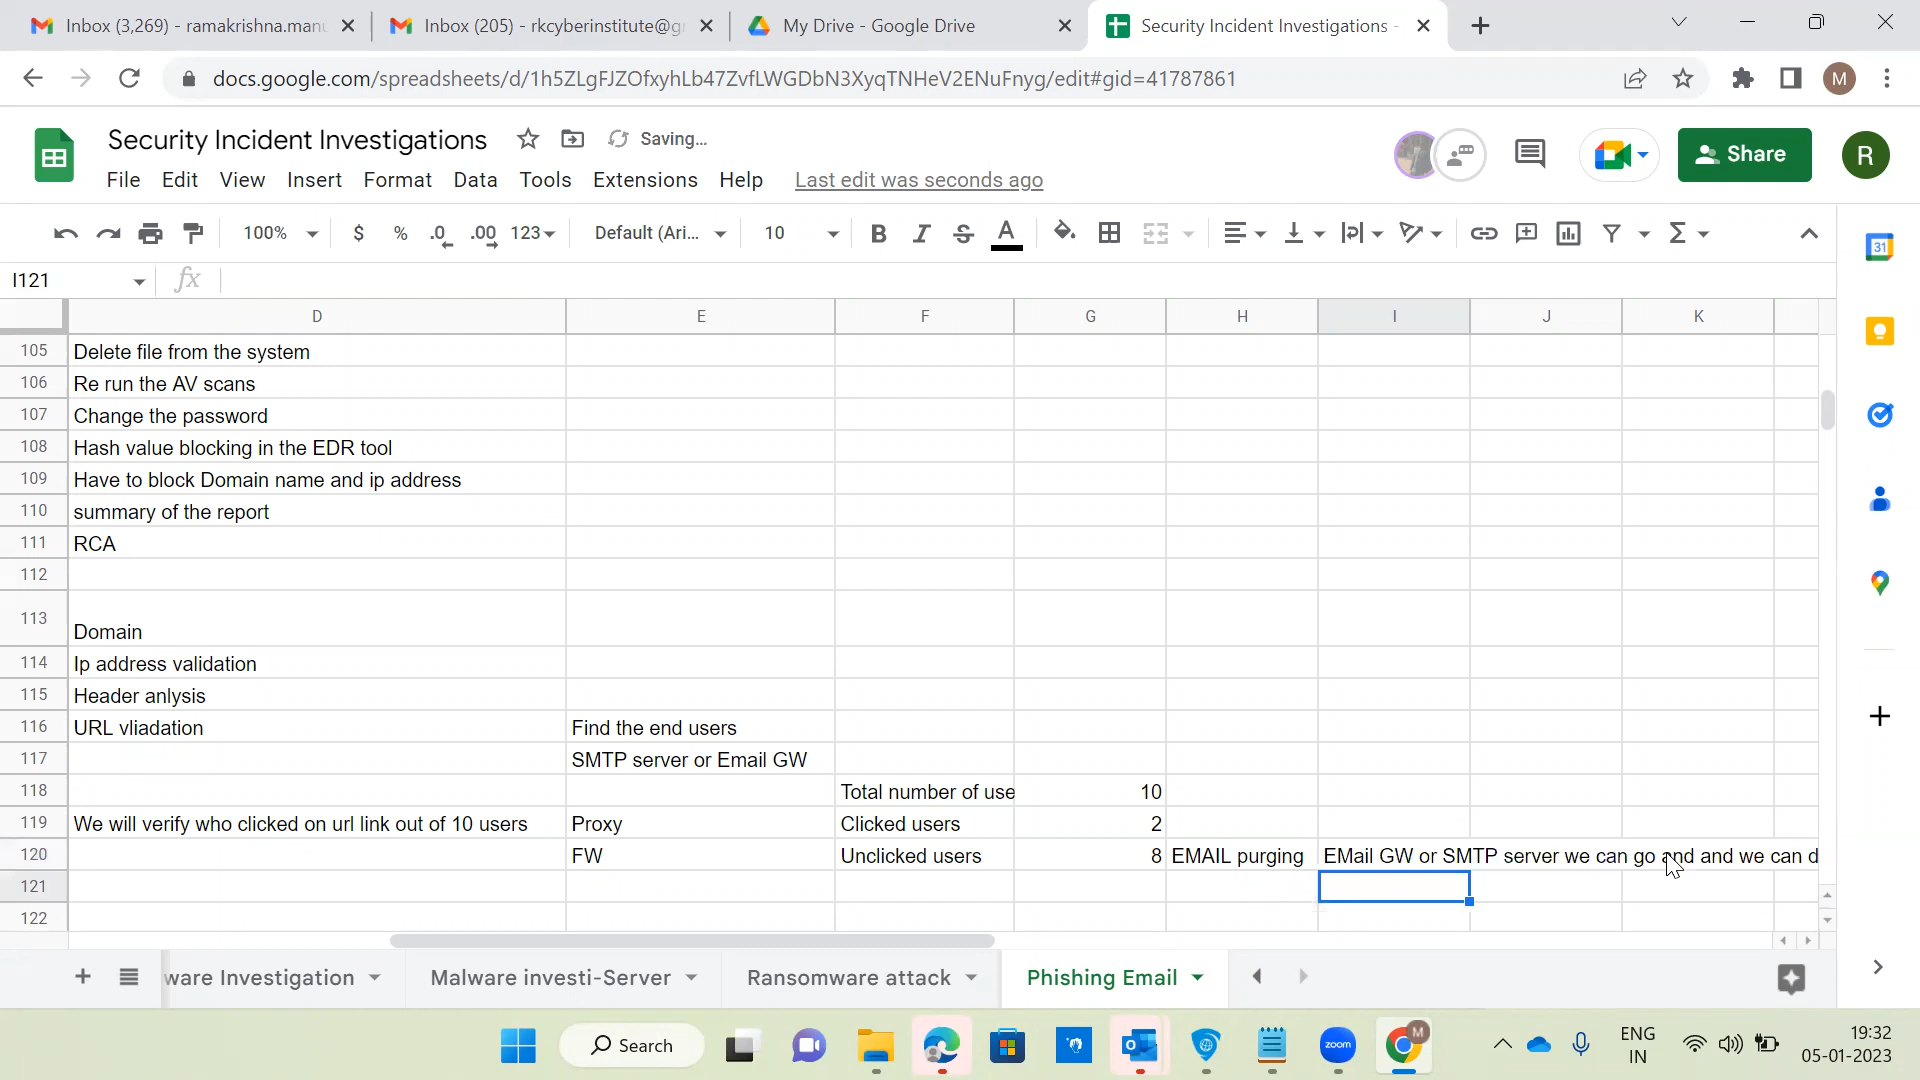 Inbox (3,269) - ramakrishna.manu
Inbox (205) - rkcyberinstitute@gr
My Drive - Google Drive
Security Incident Investigations -
docs.google.com/spreadsheets/d/1h5ZLgFJZOfxyhLb47ZvfLWGDbN3XyqTNHeV2ENuFnyg/edit#gid=41787861
M
Security Incident Investigations
Saving...
Share
R
File Edit View Insert Format Data Tools Extensions Help Last edit was seconds ago
100% $ % .0 .00 123 Default (Ari... 10 B I S A
31
I121 fx
D E F G H I J K
105 Delete file from the system
106 Re run the AV scans
107 Change the password
108 Hash value blocking in the EDR tool
109 Have to block Domain name and ip address
110 summary of the report
111 RCA
112
113 Domain
114 Ip address validation
115 Header anlysis
116 URL vliadation Find the end users
117 SMTP server or Email GW
118 Total number of use 10
119 We will verify who clicked on url link out of 10 users Proxy Clicked users 2
120 FW Unclicked users 8 EMAIL purging EMail GW or SMTP server we can go and and we can d
121
122
ware Investigation Malware investi-Server Ransomware attack Phishing Email
Search
zoom
M
ENG
IN
19:32
05-01-2023